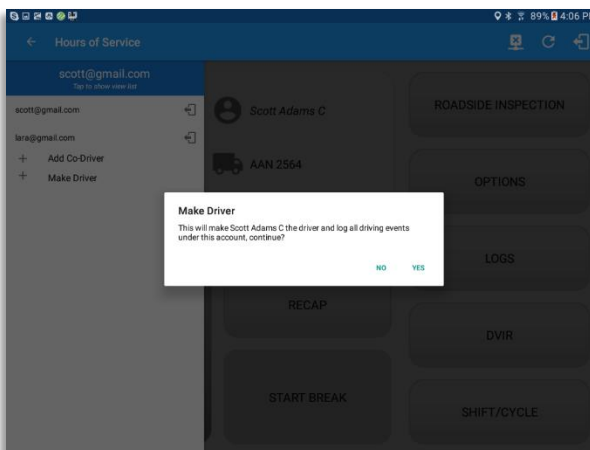 89% 4:06 P
Hours of Service
scott@gmail.com
Tap to show view list
scott@gmail.com
lara@gmail.com
+ Add Co-Driver
+ Make Driver
Scott Adams C
AAN 2564
ROADSIDE INSPECTION
OPTIONS
LOGS
DVIR
SHIFT/CYCLE
RECAP
START BREAK
Make Driver
This will make Scott Adams C the driver and log all driving events
under this account, continue?
NO YES